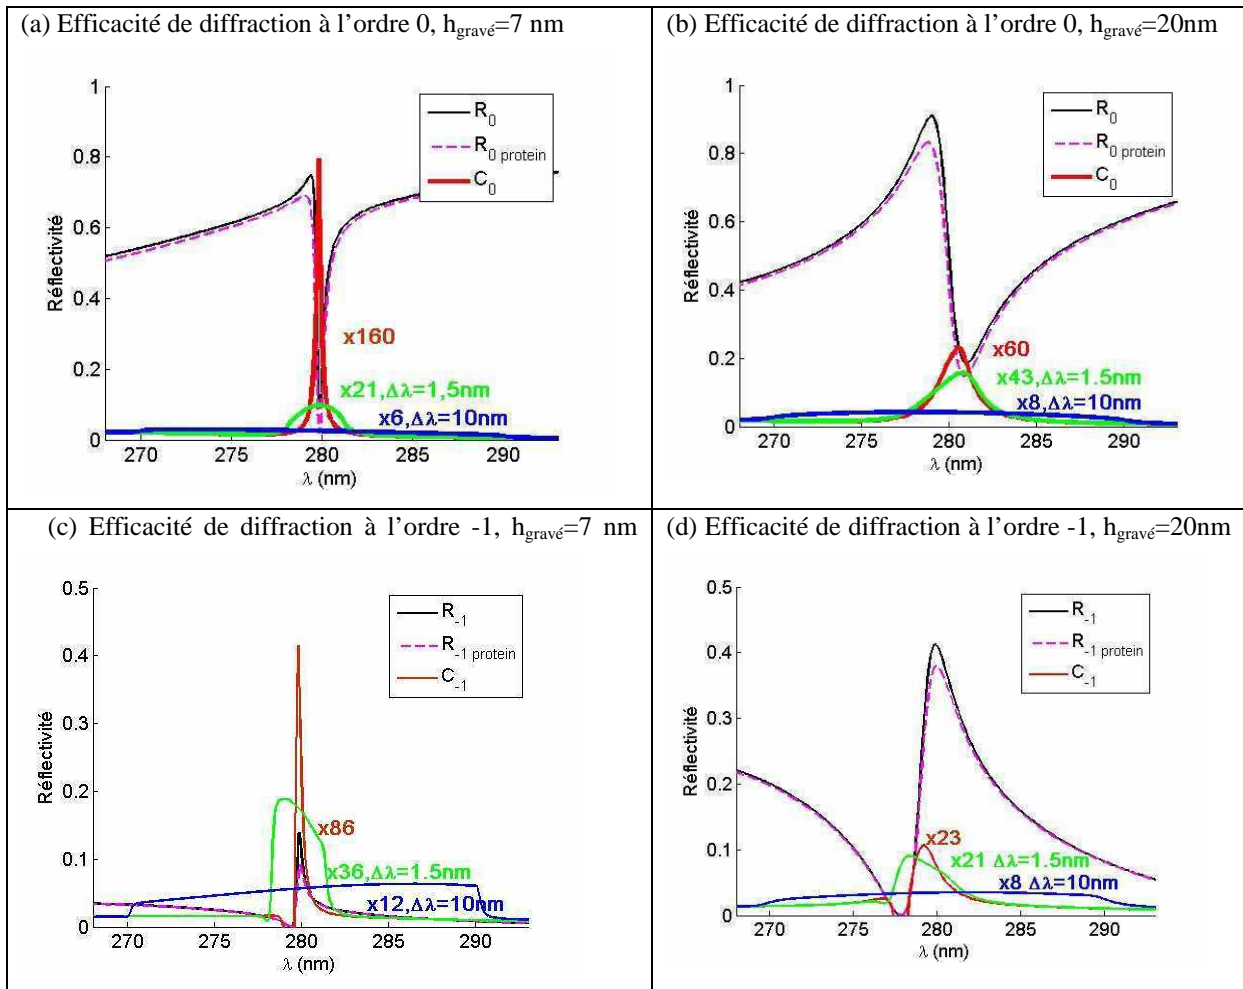 (a) Efficacité de diffraction à l'ordre 0, hgravé=7 nm
1
0.8
0.6
0.4
0.2
0
Réflectivité
R0
R0 protein
C0
x160
x21,Δλ=1,5nm
x6,Δλ=10nm
270 275 280 285 290
λ (nm)
(b) Efficacité de diffraction à l'ordre 0, hgravé=20nm
1
0.8
0.6
0.4
0.2
0
Réflectivité
R0
R0 protein
C0
x60
x43,Δλ=1.5nm
x8,Δλ=10nm
270 275 280 285 290
λ (nm)
(c) Efficacité de diffraction à l'ordre -1, hgravé=7 nm
0.5
0.4
0.3
0.2
0.1
0
Réflectivité
R-1
R-1 protein
C-1
x86
x36,Δλ=1.5nm
x12,Δλ=10nm
270 275 280 285 290
λ (nm)
(d) Efficacité de diffraction à l'ordre -1, hgravé=20nm
0.5
0.4
0.3
0.2
0.1
0
Réflectivité
R-1
R-1 protein
C-1
x23
x21 Δλ=1.5nm
x8 Δλ=10nm
270 275 280 285 290
λ (nm)